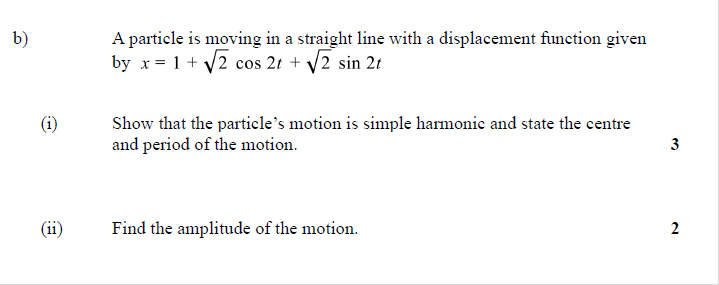 b) A particle is moving in a straight line with a displacement function given
by x = 1 + √2 cos 2t + √2 sin 2t
(i) Show that the particle's motion is simple harmonic and state the centre
and period of the motion. 3
(ii) Find the amplitude of the motion. 2